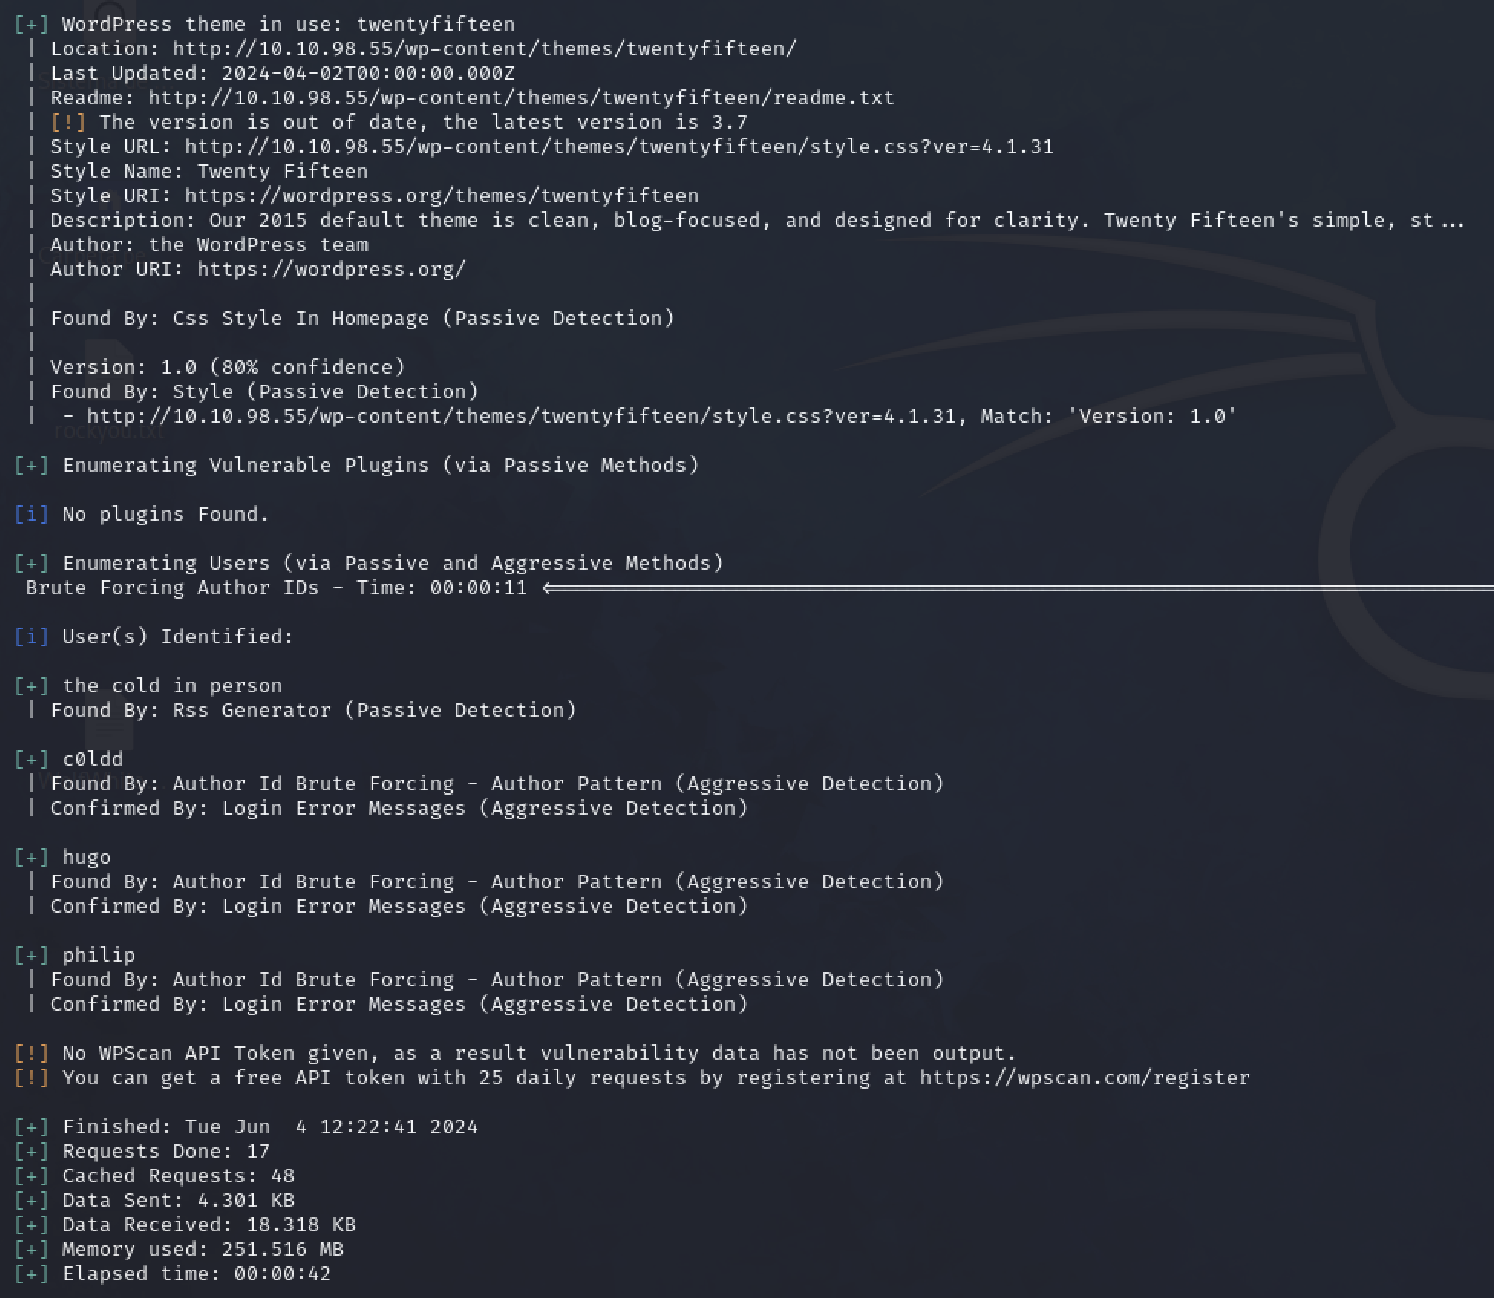 [+] WordPress theme in use: twentyfifteen
| Location: http://10.10.98.55/wp-content/themes/twentyfifteen/
| Last Updated: 2024-04-02T00:00:00.000Z
| Readme: http://10.10.98.55/wp-content/themes/twentyfifteen/readme.txt
| [!] The version is out of date, the latest version is 3.7
| Style URL: http://10.10.98.55/wp-content/themes/twentyfifteen/style.css?ver=4.1.31
| Style Name: Twenty Fifteen
| Style URI: https://wordpress.org/themes/twentyfifteen
| Description: Our 2015 default theme is clean, blog-focused, and designed for clarity. Twenty Fifteen's simple, st...
| Author: the WordPress team
| Author URI: https://wordpress.org/
|
| Found By: Css Style In Homepage (Passive Detection)
|
| Version: 1.0 (80% confidence)
| Found By: Style (Passive Detection)
|  - http://10.10.98.55/wp-content/themes/twentyfifteen/style.css?ver=4.1.31, Match: 'Version: 1.0'
rockyou.txt
[+] Enumerating Vulnerable Plugins (via Passive Methods)
[i] No plugins Found.
[+] Enumerating Users (via Passive and Aggressive Methods)
Brute Forcing Author IDs - Time: 00:00:11 <==================================================
[i] User(s) Identified:
[+] the cold in person
| Found By: Rss Generator (Passive Detection)
[+] c0ldd
| Found By: Author Id Brute Forcing - Author Pattern (Aggressive Detection)
| Confirmed By: Login Error Messages (Aggressive Detection)
[+] hugo
| Found By: Author Id Brute Forcing - Author Pattern (Aggressive Detection)
| Confirmed By: Login Error Messages (Aggressive Detection)
[+] philip
| Found By: Author Id Brute Forcing - Author Pattern (Aggressive Detection)
| Confirmed By: Login Error Messages (Aggressive Detection)
[!] No WPScan API Token given, as a result vulnerability data has not been output.
[!] You can get a free API token with 25 daily requests by registering at https://wpscan.com/register
[+] Finished: Tue Jun  4 12:22:41 2024
[+] Requests Done: 17
[+] Cached Requests: 48
[+] Data Sent: 4.301 KB
[+] Data Received: 18.318 KB
[+] Memory used: 251.516 MB
[+] Elapsed time: 00:00:42